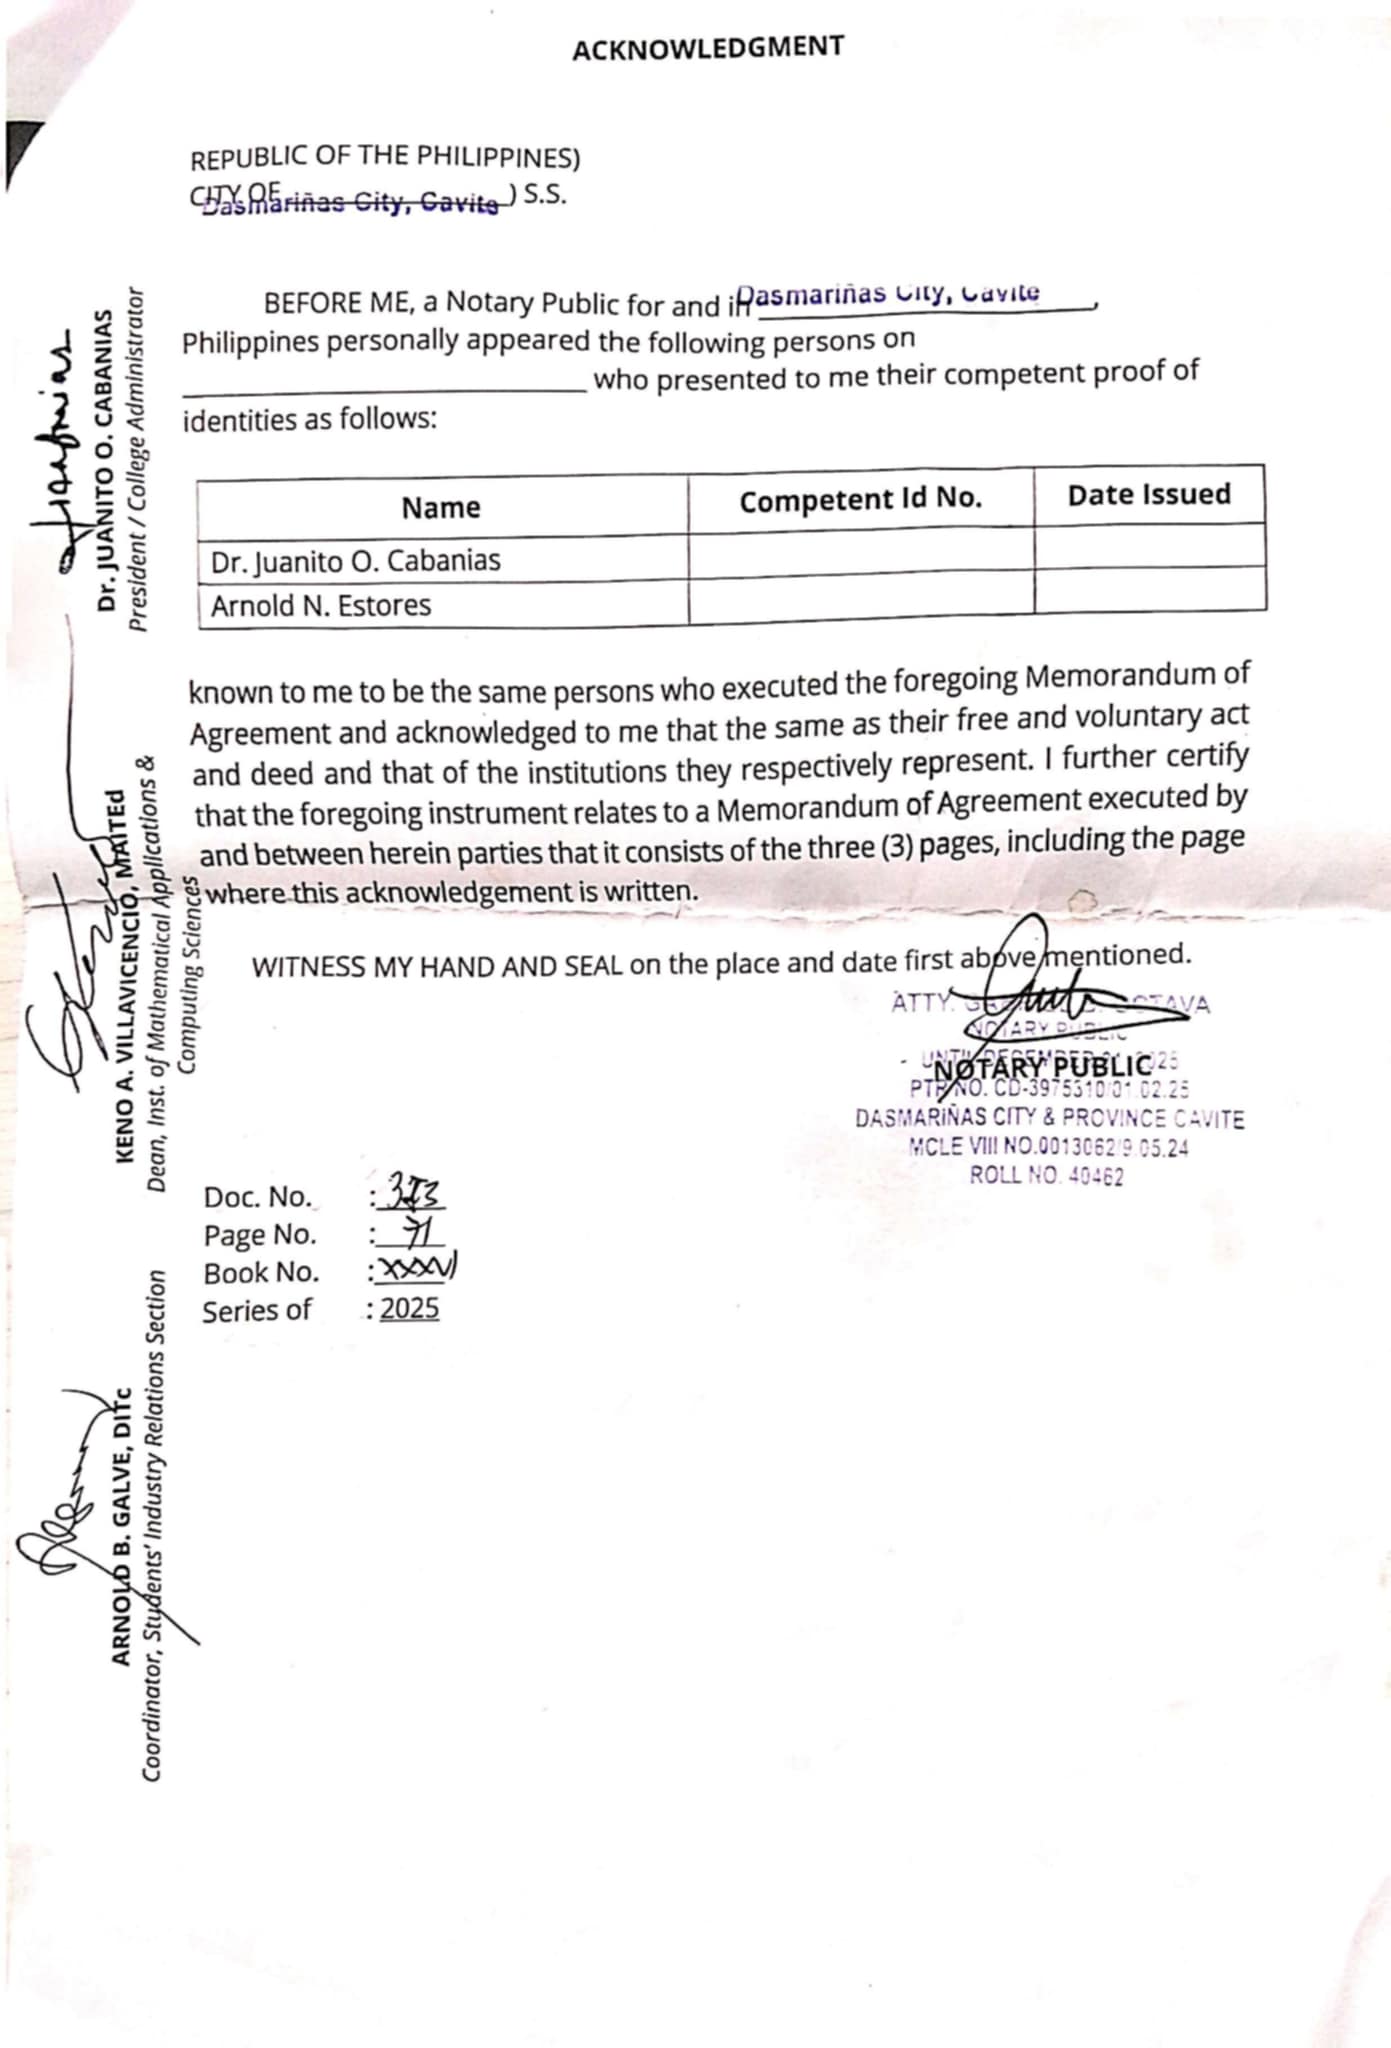 ACKNOWLEDGMENT
REPUBLIC OF THE PHILIPPINES)
CITY OF Dasmariñas City, Cavite ) S.S.
BEFORE ME, a Notary Public for and in Dasmariñas City, Cavite ,
Philippines personally appeared the following persons on
who presented to me their competent proof of
identities as follows:
Name Competent Id No. Date Issued
Dr. Juanito O. Cabanias
Arnold N. Estores
known to me to be the same persons who executed the foregoing Memorandum of
Agreement and acknowledged to me that the same as their free and voluntary act
and deed and that of the institutions they respectively represent. I further certify
that the foregoing instrument relates to a Memorandum of Agreement executed by
and between herein parties that it consists of the three (3) pages, including the page
where this acknowledgement is written.
WITNESS MY HAND AND SEAL on the place and date first above mentioned.
ATTY.
NOTARY PUBLIC
UNTIL DECEMBER 2025
NOTARY PUBLIC
PTR NO. CD-3975310/01.02.25
DASMARIÑAS CITY & PROVINCE CAVITE
MCLE VIII NO.0013062/9.05.24
ROLL NO. 40462
Doc. No. : 373
Page No. : 71
Book No. : XXXVI
Series of : 2025
Dr. JUANITO O. CABANIAS
President / College Administrator
KENO A. VILLAVICENCIO, MAITEd
Dean, Inst. of Mathematical Applications &
Computing Sciences
ARNOLD B. GALVE, DITc
Coordinator, Students' Industry Relations Section